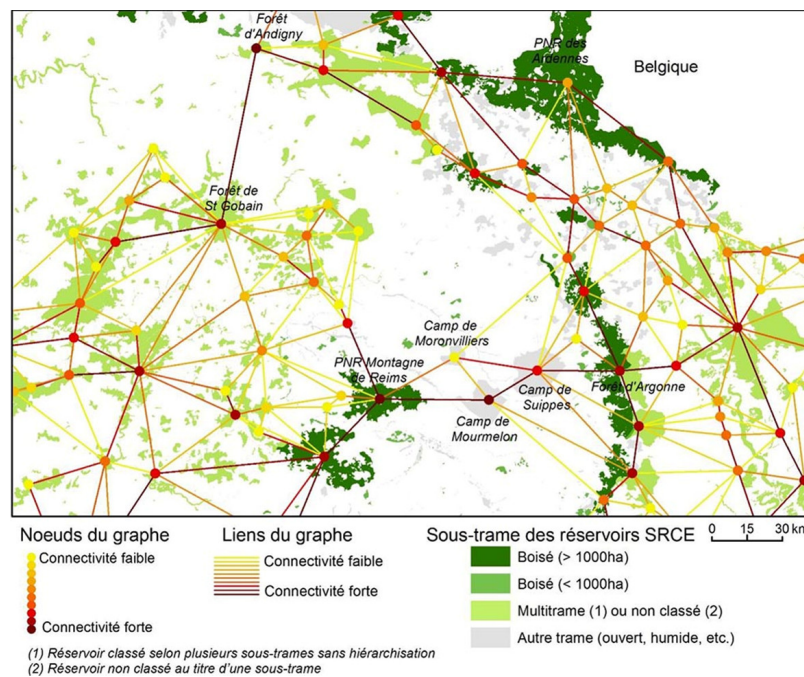 Forêt
d'Andigny
PNR des
Ardennes
Belgique
Forêt de
St Gobain
Camp de
Moronvilliers
PNR Montagne
de Reims
Camp de
Suippes
Forêt d'Argonne
Camp de
Mourmelon
Noeuds du graphe
Connectivité faible
Connectivité forte
Liens du graphe
Connectivité faible
Connectivité forte
Sous-trame des réservoirs SRCE
Boisé (> 1000ha)
Boisé (< 1000ha)
Multitrame (1) ou non classé (2)
Autre trame (ouvert, humide, etc.)
0 15 30 km
(1) Réservoir classé selon plusieurs sous-trames sans hiérarchisation
(2) Réservoir non classé au titre d'une sous-trame